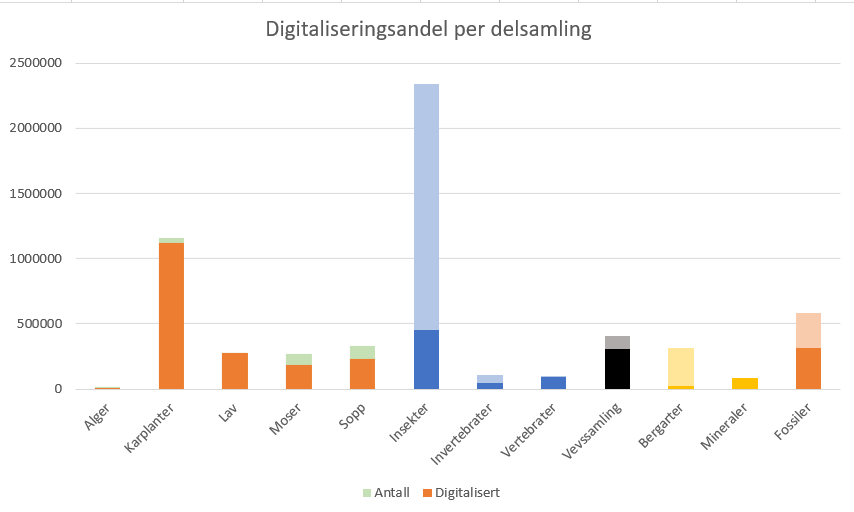 Digitaliseringsandel per delsamling
2500000
2000000
1500000
1000000
500000
0
Alger
Karplanter
Lav
Moser
Sopp
Insekter
Invertebrater
Vertebrater
Vevssamling
Bergarter
Mineraler
Fossiler
Antall
Digitalisert